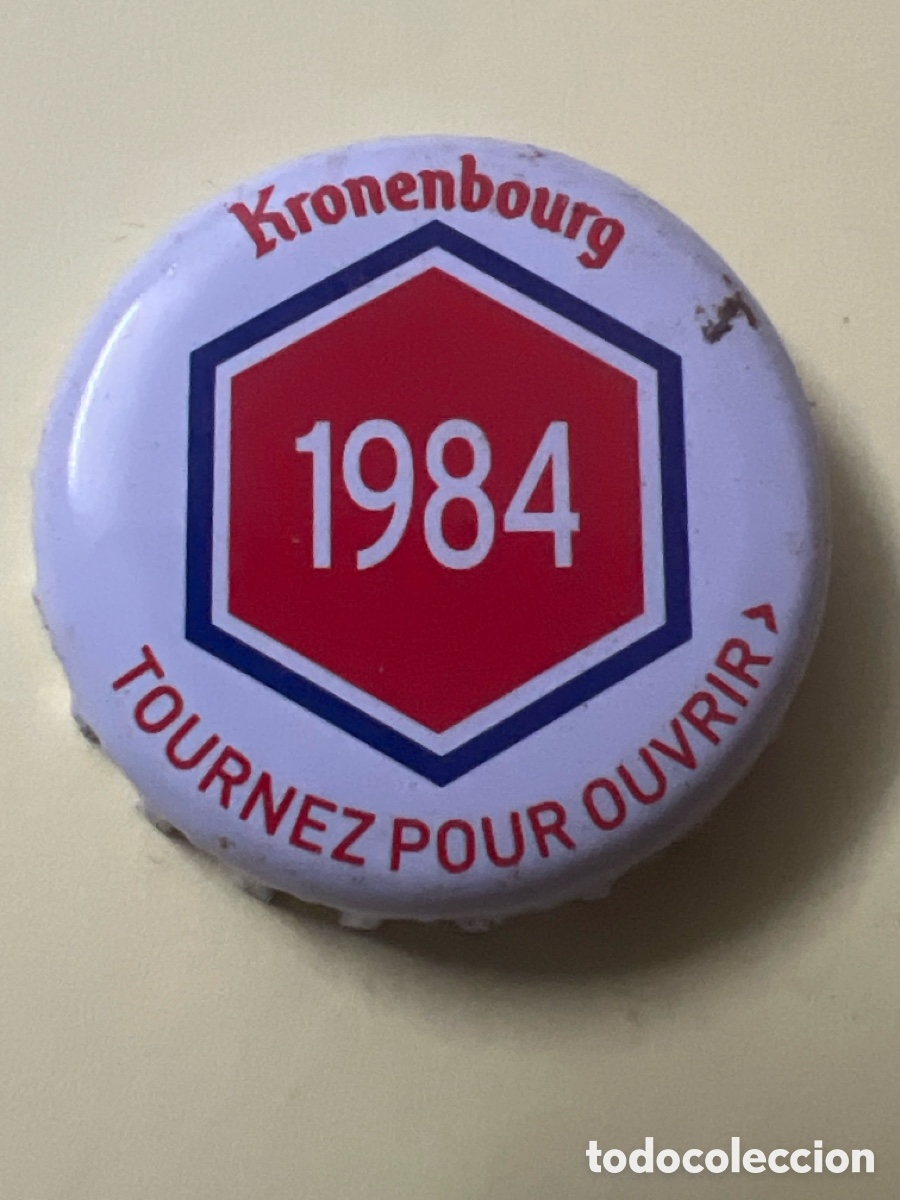 Kronenbourg
1984
TOURNEZ POUR OUVRIR >
todocoleccion